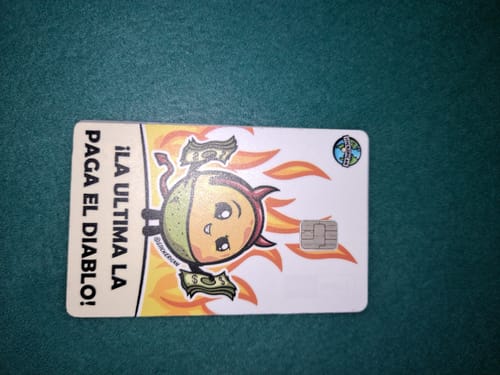 ¡LA ULTIMA LA
PAGA EL DIABLO!